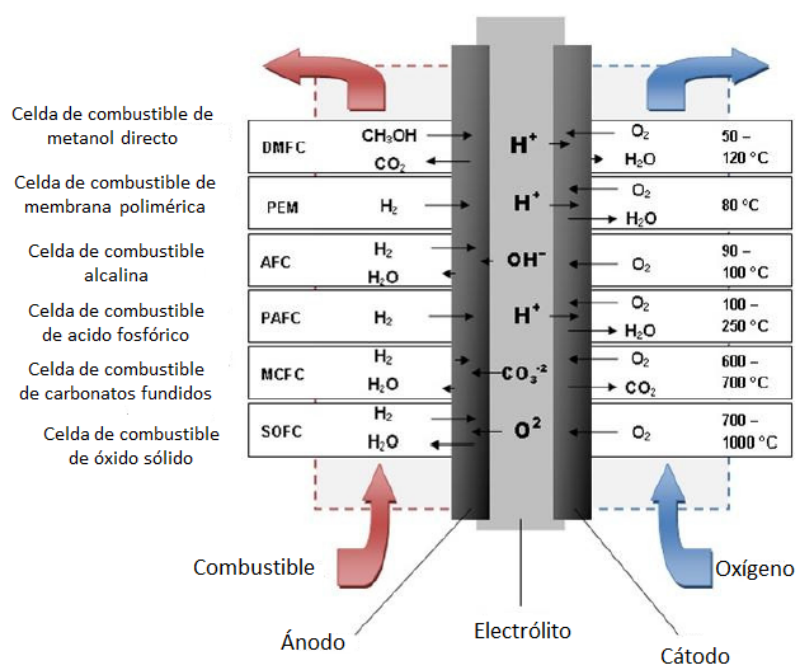 Celda de combustible de
metanol directo
DMFC
CH₃OH
CO₂
H⁺
O₂
H₂O
50 –
120 °C
Celda de combustible de
membrana polimérica
PEM
H₂
H⁺
O₂
H₂O
80 °C
Celda de combustible
alcalina
AFC
H₂
H₂O
OH⁻
O₂
90 –
100 °C
Celda de combustible
de acido fosfórico
PAFC
H₂
H⁺
O₂
H₂O
100 –
250 °C
Celda de combustible
de carbonatos fundidos
MCFC
H₂
H₂O
CO₃⁻²
O₂
CO₂
600 –
700 °C
Celda de combustible
de óxido sólido
SOFC
H₂
H₂O
O²
O₂
700 –
1000 °C
Combustible
Oxígeno
Ánodo
Electrólito
Cátodo